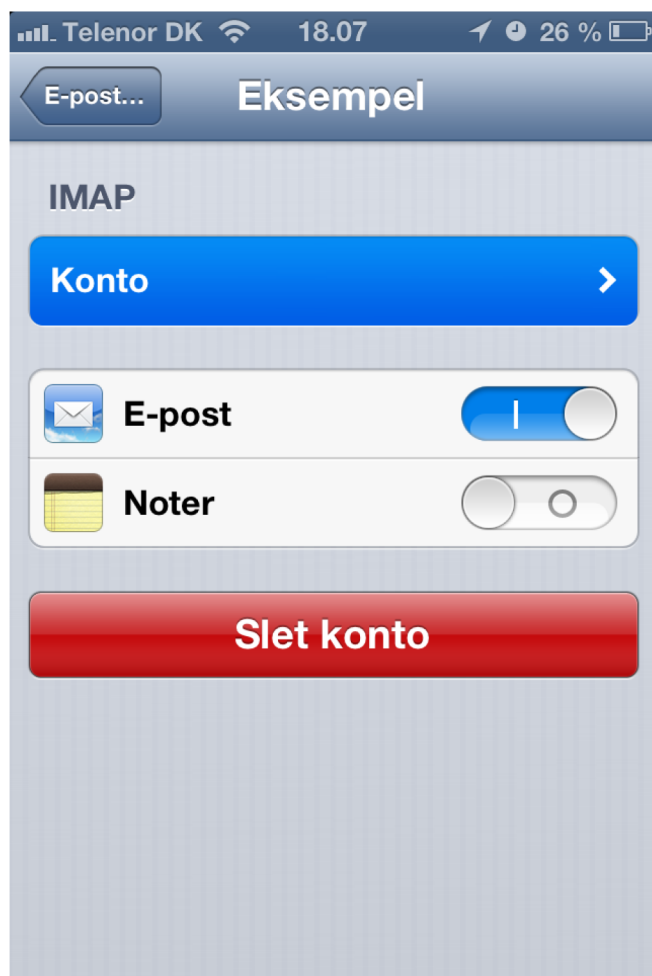 Telenor DK 18.07 26 %
E-post... Eksempel
IMAP
Konto
E-post
Noter
Slet konto